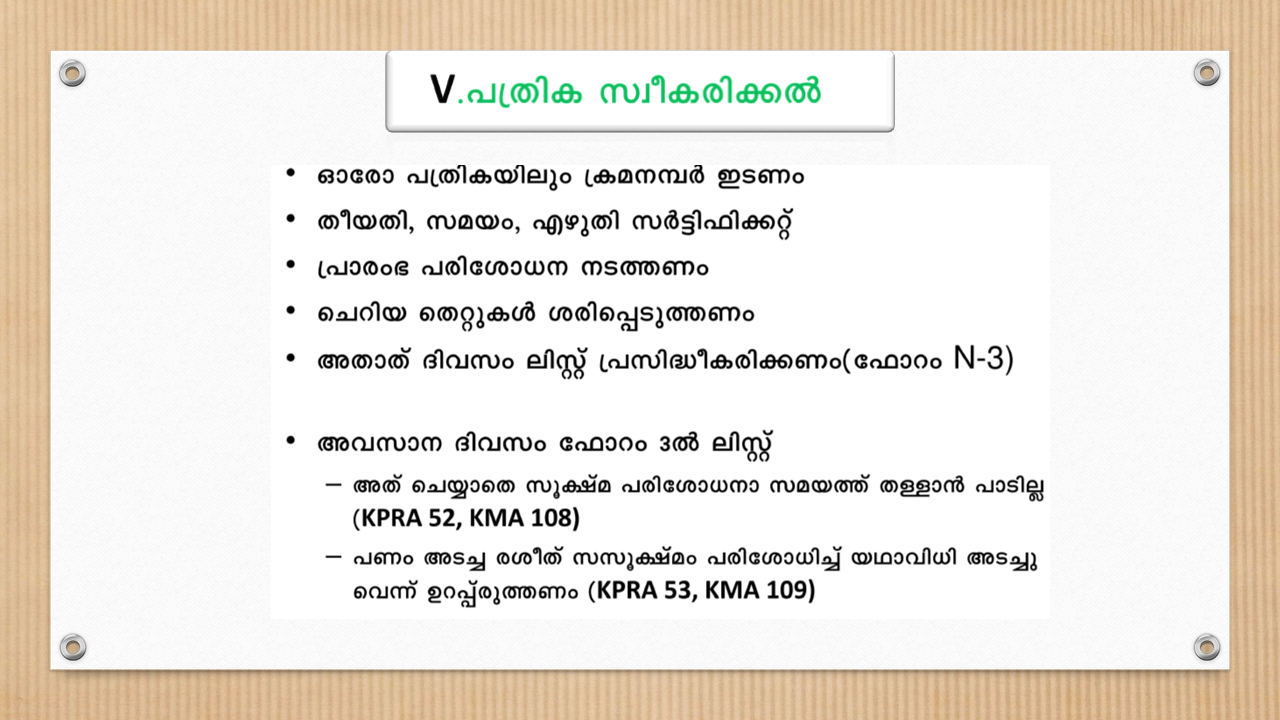 V.പത്രിക സ്വീകരിക്കൽ
• ഓരോ പത്രികയിലും ക്രമനമ്പർ ഇടണം
• തീയതി, സമയം, എഴുതി സർട്ടിഫിക്കറ്റ്
• പ്രാരംഭ പരിശോധന നടത്തണം
• ചെറിയ തെറ്റുകൾ ശരിപ്പെടുത്തണം
• അതാത് ദിവസം ലിസ്റ്റ് പ്രസിദ്ധീകരിക്കണം(ഫോറം N-3)
• അവസാന ദിവസം ഫോറം 3ൽ ലിസ്റ്റ്
– അത് ചെയ്യാതെ സൂക്ഷ്മ പരിശോധനാ സമയത്ത് തള്ളാൻ പാടില്ല
(KPRA 52, KMA 108)
– പണം അടച്ച രശീത് സസൂക്ഷ്മം പരിശോധിച്ച് യഥാവിധി അടച്ചു
വെന്ന് ഉറപ്പ്രുത്തണം (KPRA 53, KMA 109)